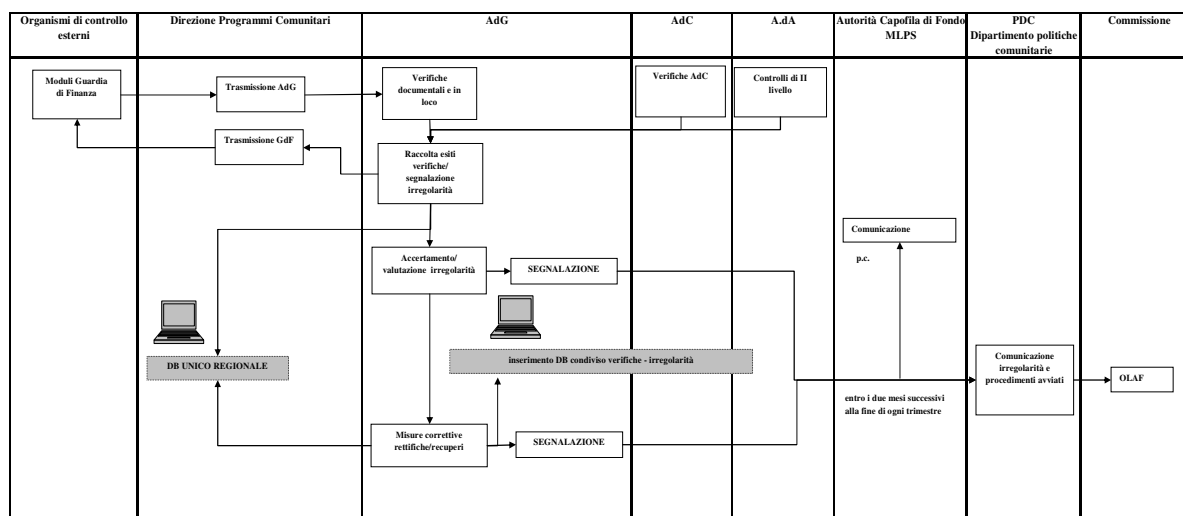 Organismi di controllo
esterni
Direzione Programmi Comunitari
AdG
AdC
A.dA
Autorità Capofila di Fondo
MLPS
PDC
Dipartimento politiche
comunitarie
Commissione
Moduli Guardia
di Finanza
Trasmissione AdG
Verifiche
documentali e in
loco
Verifiche AdC
Controlli di II
livello
Trasmissione GdF
Raccolta esiti
verifiche/
segnalazione
irregolarità
Comunicazione
p.c.
Accertamento/
valutazione irregolarità
SEGNALAZIONE
DB UNICO REGIONALE
inserimento DB condiviso verifiche - irregolarità
Comunicazione
irregolarità e
procedimenti avviati
OLAF
entro i due mesi successivi
alla fine di ogni trimestre
Misure correttive
rettifiche/recuperi
SEGNALAZIONE